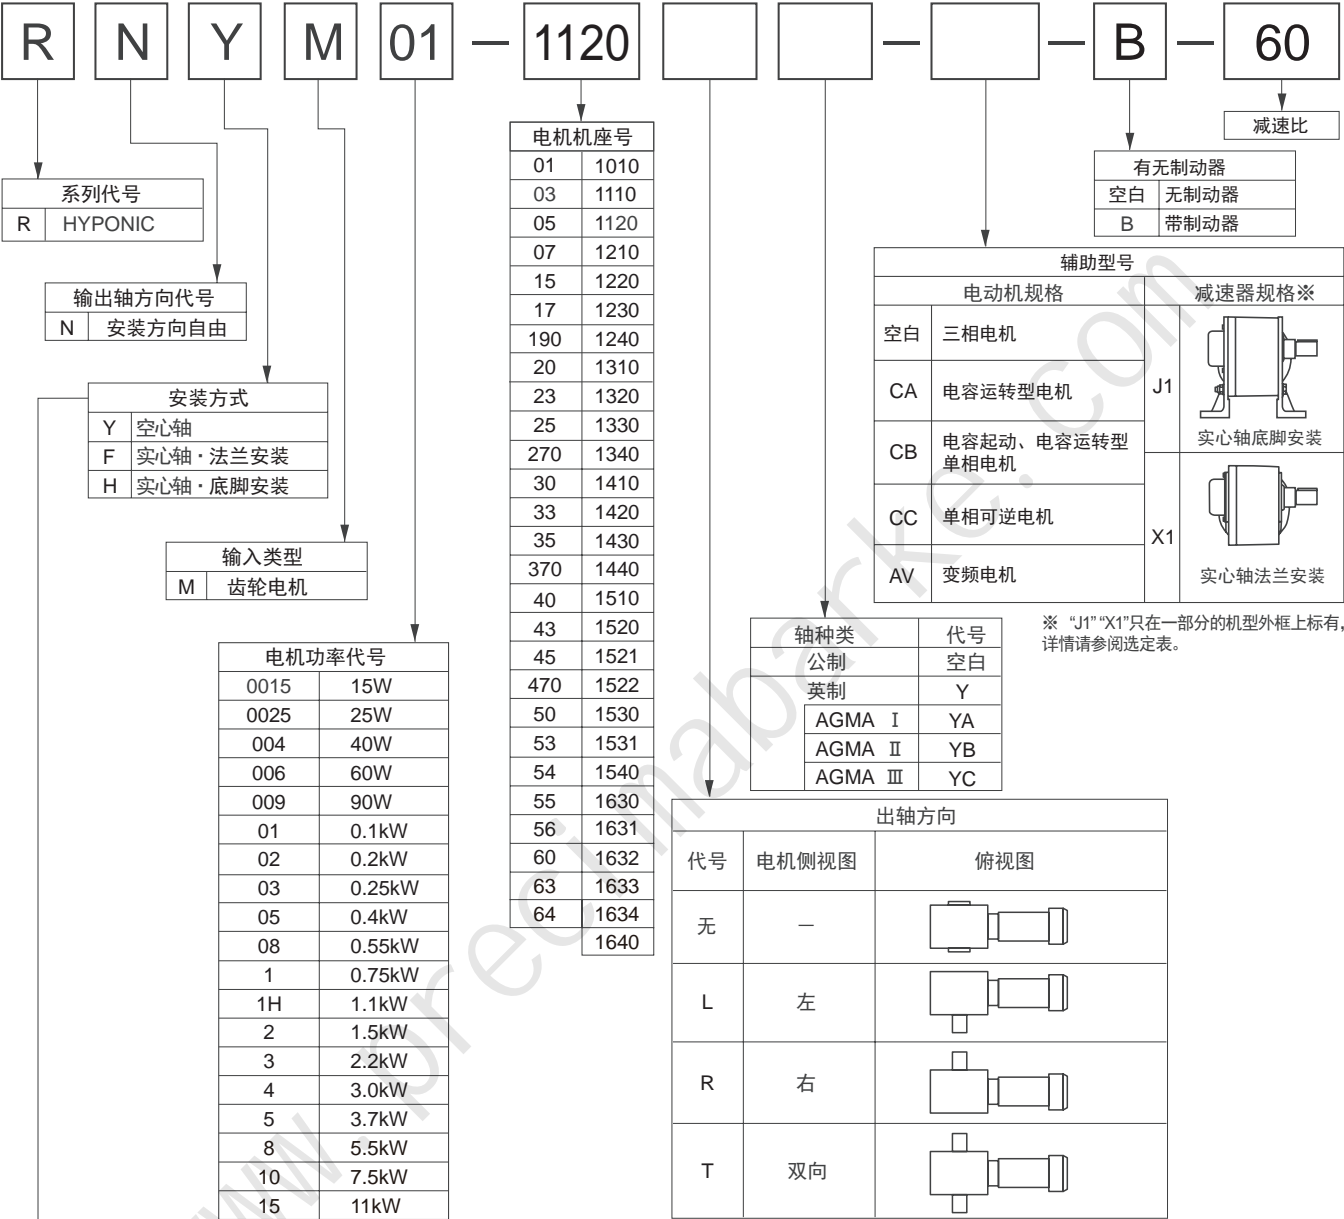 R N Y M 01 — 1120 — — B — 60
减速比
有无制动器
空白 无制动器
B 带制动器
系列代号
R HYPONIC
输出轴方向代号
N 安装方向自由
安装方式
Y 空心轴
F 实心轴·法兰安装
H 实心轴·底脚安装
输入类型
M 齿轮电机
电机功率代号
0015 15W
0025 25W
004 40W
006 60W
009 90W
01 0.1kW
02 0.2kW
03 0.25kW
05 0.4kW
08 0.55kW
1 0.75kW
1H 1.1kW
2 1.5kW
3 2.2kW
4 3.0kW
5 3.7kW
8 5.5kW
10 7.5kW
15 11kW
电机机座号
01 1010
03 1110
05 1120
07 1210
15 1220
17 1230
190 1240
20 1310
23 1320
25 1330
270 1340
30 1410
33 1420
35 1430
370 1440
40 1510
43 1520
45 1521
470 1522
50 1530
53 1531
54 1540
55 1630
56 1631
60 1632
63 1633
64 1634
1640
辅助型号
电动机规格 减速器规格※
空白 三相电机
CA 电容运转型电机
CB 电容起动、电容运转型
单相电机
CC 单相可逆电机
AV 变频电机
J1
实心轴底脚安装
X1
实心轴法兰安装
※ “J1”“X1”只在一部分的机型外框上标有，
详情请参阅选定表。
轴种类 代号
公制 空白
英制 Y
AGMA Ⅰ YA
AGMA Ⅱ YB
AGMA Ⅲ YC
出轴方向
代号 电机侧视图 俯视图
无 —
L 左
R 右
T 双向
www.precimabarke.com